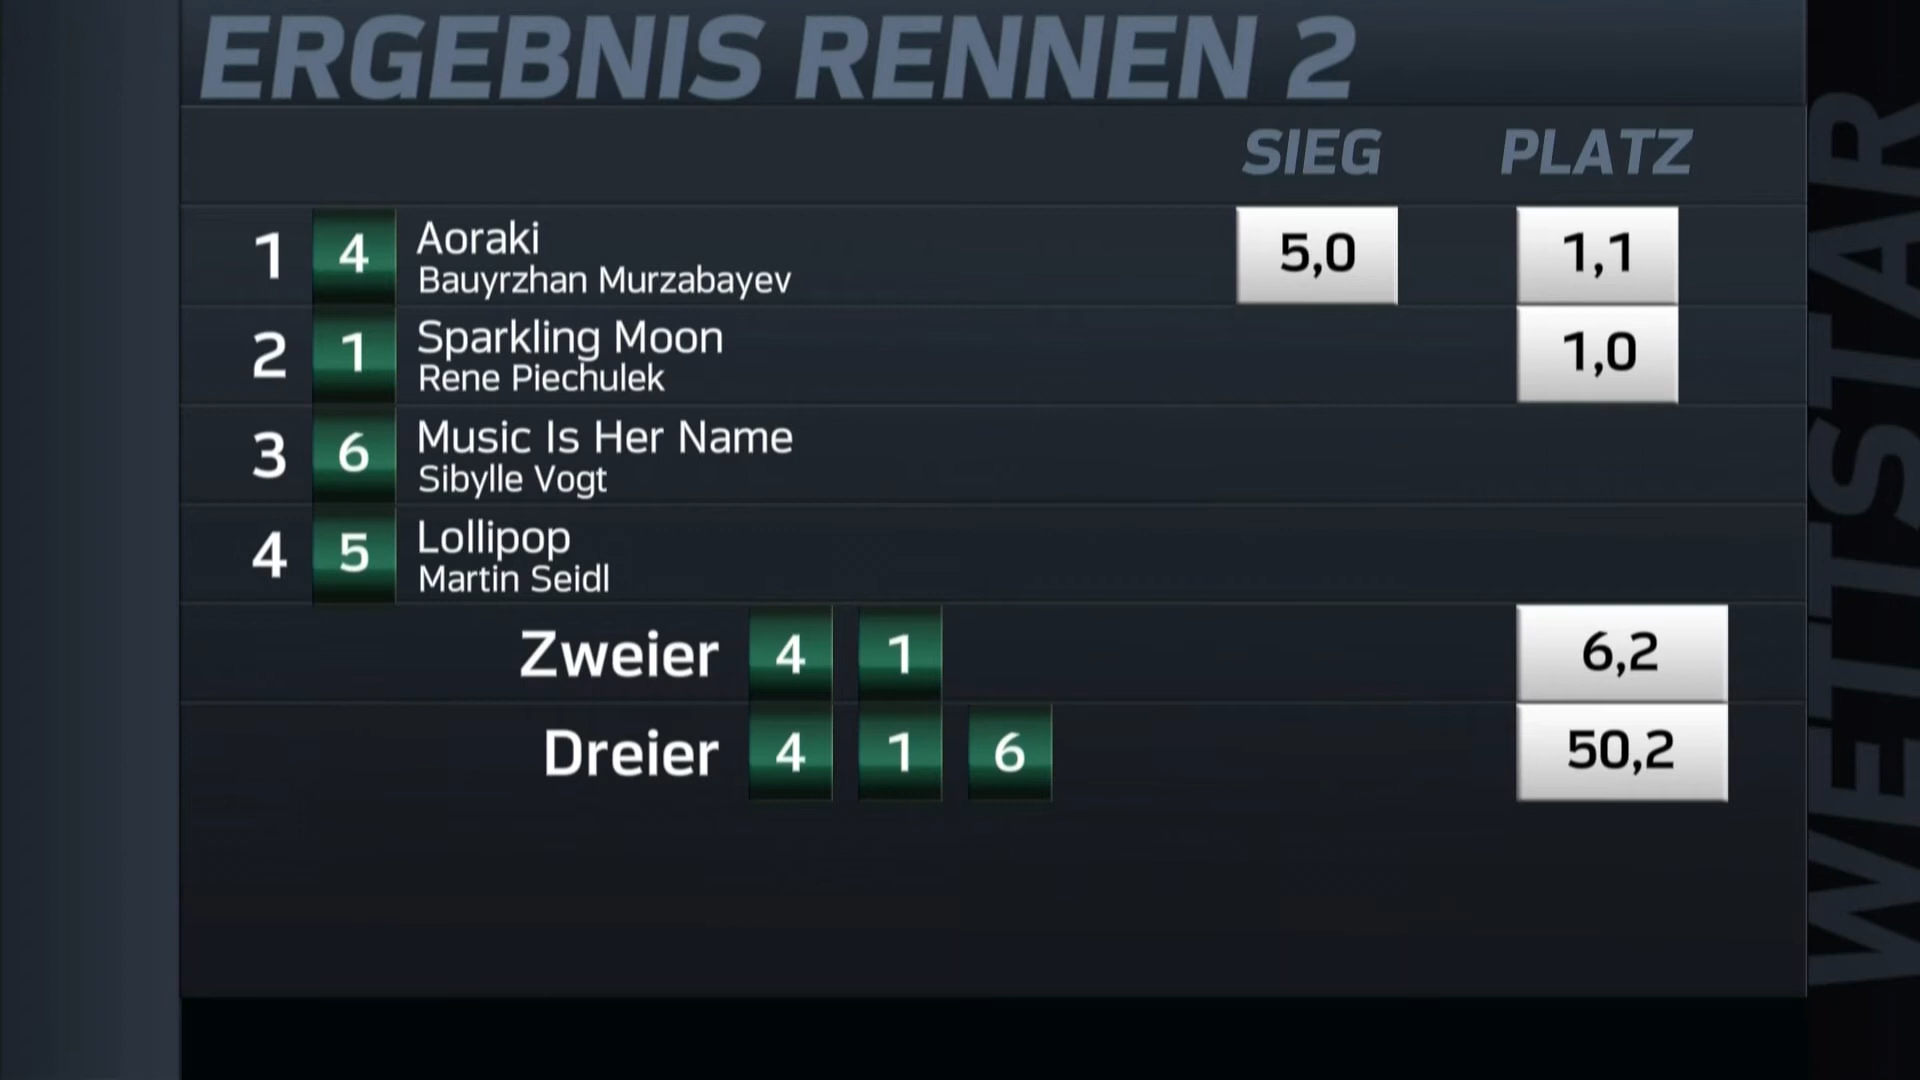 ERGEBNIS RENNEN 2
SIEG PLATZ
1 4 Aoraki 5,0 1,1
Bauyrzhan Murzabayev
2 1 Sparkling Moon 1,0
Rene Piechulek
3 6 Music Is Her Name
Sibylle Vogt
4 5 Lollipop
Martin Seidl
Zweier 4 1 6,2
Dreier 4 1 6 50,2
WETTSTAR